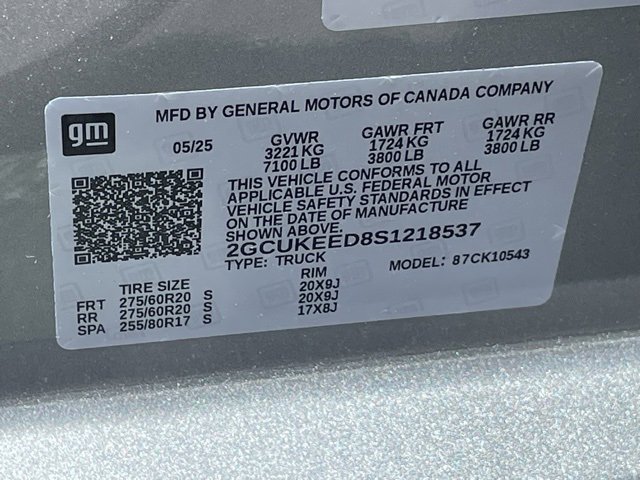 gm
MFD BY GENERAL MOTORS OF CANADA COMPANY
05/25 GVWR GAWR FRT GAWR RR
3221 KG 1724 KG 1724 KG
7100 LB 3800 LB 3800 LB
THIS VEHICLE CONFORMS TO ALL
APPLICABLE U.S. FEDERAL MOTOR
VEHICLE SAFETY STANDARDS IN EFFECT
ON THE DATE OF MANUFACTURE
SHOWN ABOVE.
2GCUKEED8S1218537
TYPE: TRUCK MODEL: 87CK10543
TIRE SIZE RIM
FRT 275/60R20 S 20X9J
RR 275/60R20 S 20X9J
SPA 255/80R17 S 17X8J